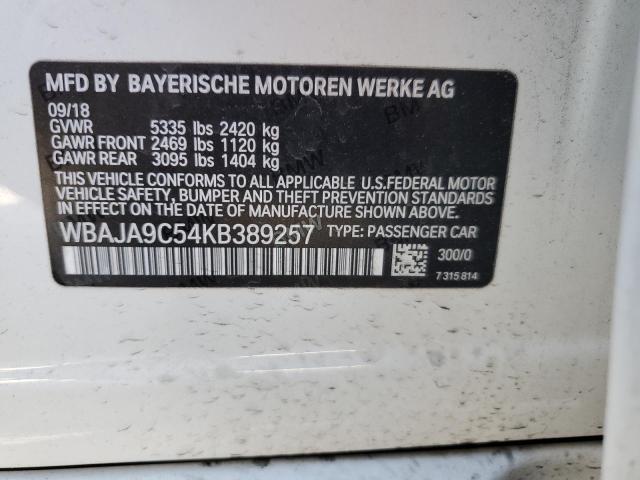 MFD BY BAYERISCHE MOTOREN WERKE AG
09/18
GVWR 5335 lbs 2420 kg
GAWR FRONT 2469 lbs 1120 kg
GAWR REAR 3095 lbs 1404 kg
THIS VEHICLE CONFORMS TO ALL APPLICABLE U.S.FEDERAL MOTOR
VEHICLE SAFETY, BUMPER AND THEFT PREVENTION STANDARDS
IN EFFECT ON THE DATE OF MANUFACTURE SHOWN ABOVE.
WBAJA9C54KB389257 TYPE: PASSENGER CAR
300/0
7 315 814